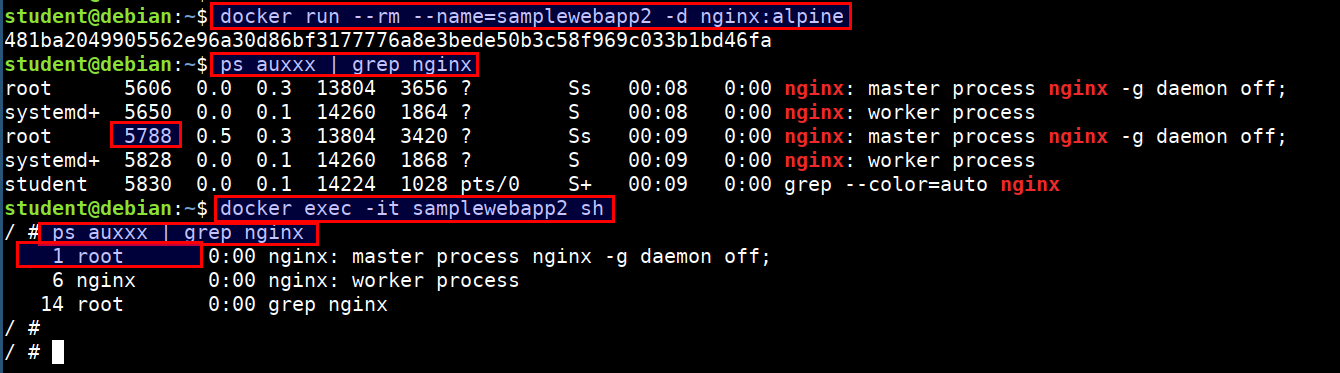 student@debian:~$ docker run --rm --name=samplewebapp2 -d nginx:alpine
481ba2049905562e96a30d86bf3177776a8e3bede50b3c58f969c033b1bd46fa
student@debian:~$ ps auxxx | grep nginx
root      5606  0.0  0.3  13804  3656 ?        Ss   00:08   0:00 nginx: master process nginx -g daemon off;
systemd+  5650  0.0  0.1  14260  1864 ?        S    00:08   0:00 nginx: worker process
root      5788  0.5  0.3  13804  3420 ?        Ss   00:09   0:00 nginx: master process nginx -g daemon off;
systemd+  5828  0.0  0.1  14260  1868 ?        S    00:09   0:00 nginx: worker process
student   5830  0.0  0.1  14224  1028 pts/0    S+   00:09   0:00 grep --color=auto nginx
student@debian:~$ docker exec -it samplewebapp2 sh
/ # ps auxxx | grep nginx
    1 root       0:00 nginx: master process nginx -g daemon off;
    6 nginx      0:00 nginx: worker process
   14 root       0:00 grep nginx
/ #
/ #